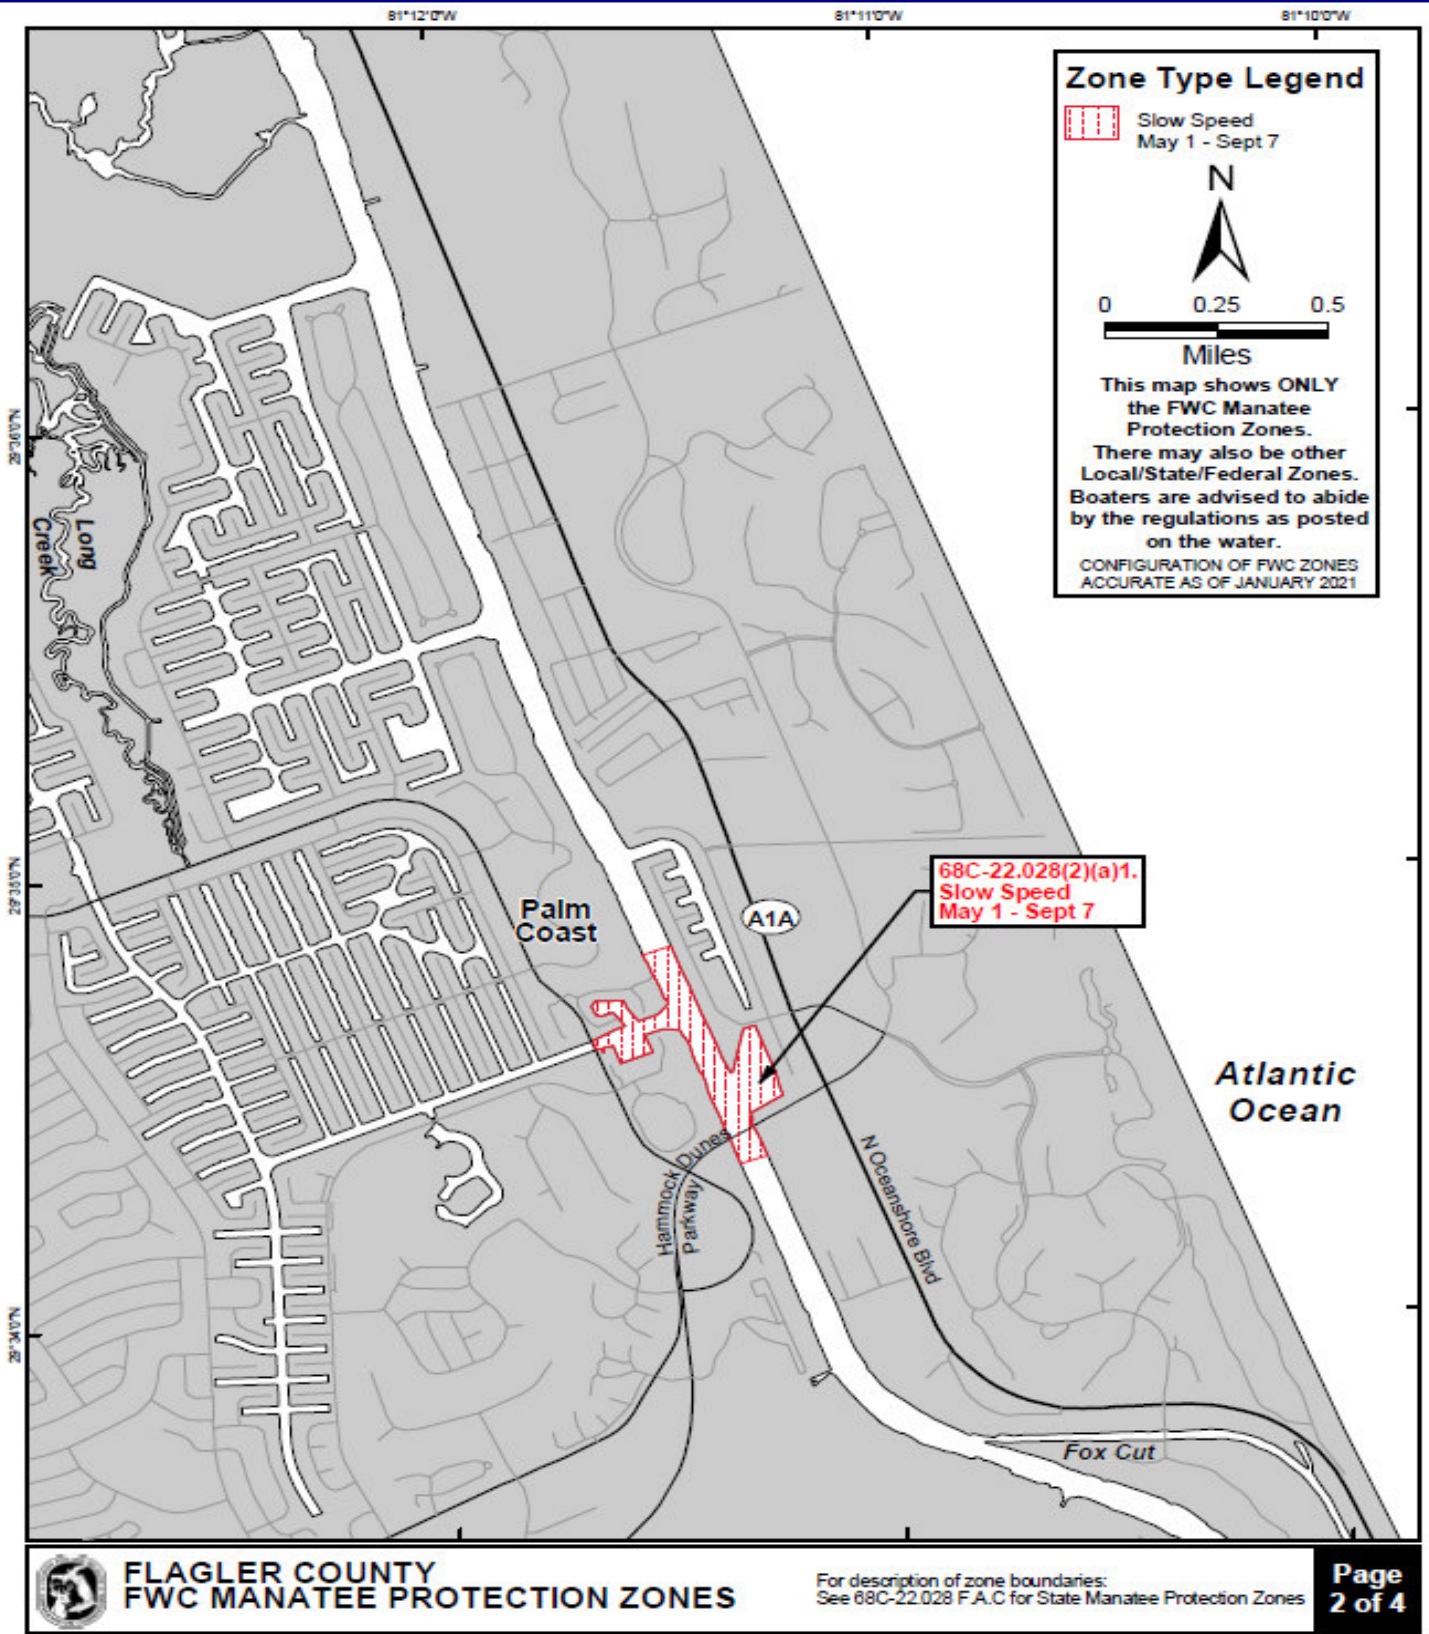 81°12'0"W
81°11'0"W
81°10'0"W
Zone Type Legend
Slow Speed
May 1 - Sept 7
N
0 0.25 0.5
Miles
This map shows ONLY
the FWC Manatee
Protection Zones.
There may also be other
Local/State/Federal Zones.
Boaters are advised to abide
by the regulations as posted
on the water.
CONFIGURATION OF FWC ZONES
ACCURATE AS OF JANUARY 2021
29°36'0"N
Long
Creek
29°35'0"N
Palm
Coast
A1A
68C-22.028(2)(a)1.
Slow Speed
May 1 - Sept 7
Atlantic
Ocean
Hammock Dunes
Parkway
N Oceanshore Blvd
29°34'0"N
Fox Cut
FLAGLER COUNTY
FWC MANATEE PROTECTION ZONES
For description of zone boundaries:
See 68C-22.028 F.A.C for State Manatee Protection Zones
Page
2 of 4